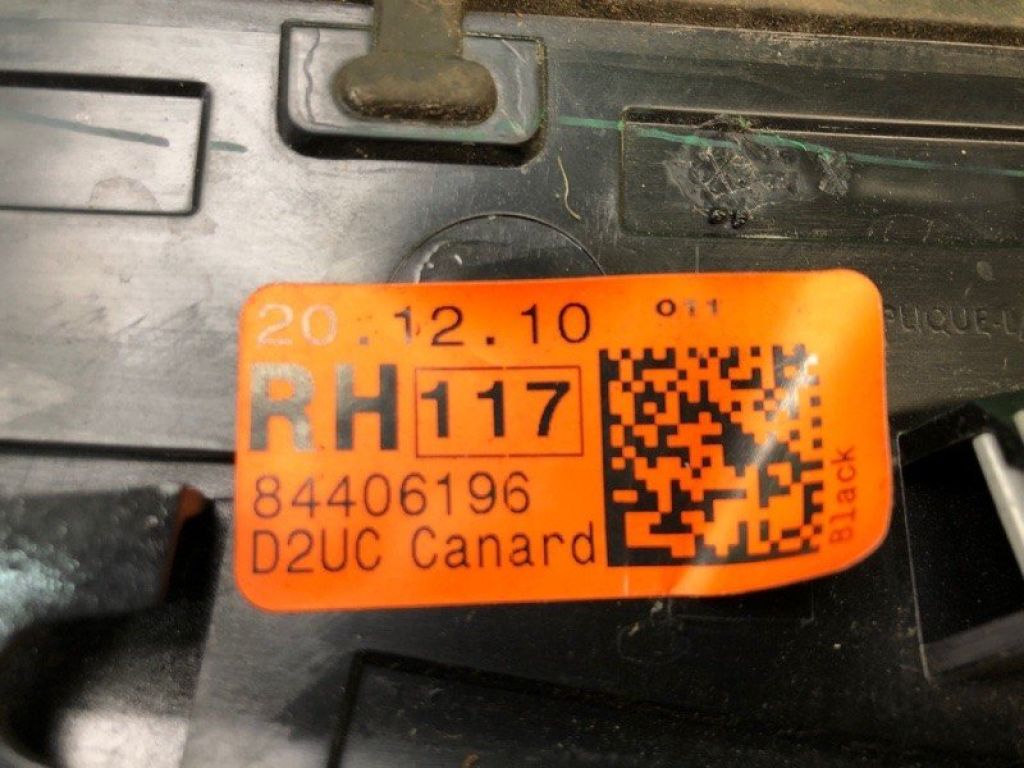 20.12.10 011
RH 117
84406196
D2UC Canard
Black